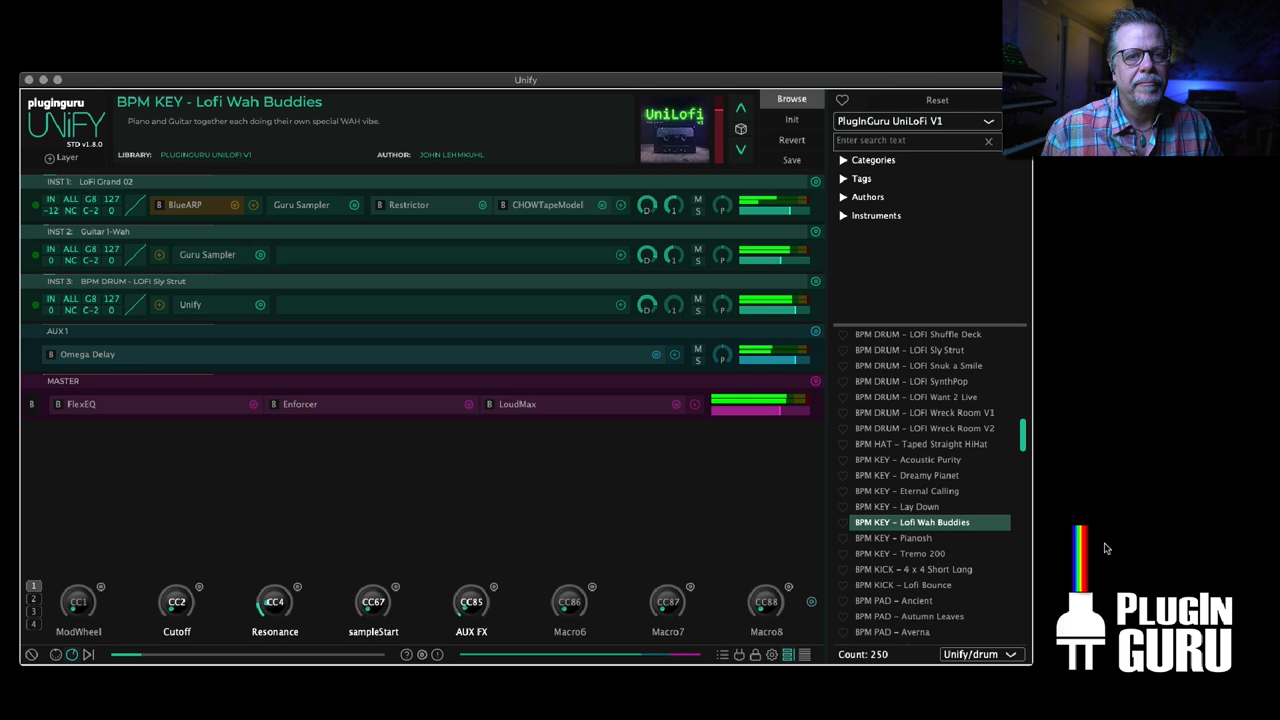 Unify
pluginguru
UNiFY
STD v1.8.0
Layer
BPM KEY - Lofi Wah Buddies
Piano and Guitar together each doing their own special WAH vibe.
LIBRARY: PLUGINGURU UNILOFI V1 AUTHOR: JOHN LEHMKUHL
UniLoFi
V1
Browse
Init
Revert
Save
Reset
PlugInGuru UniLoFi V1
Enter search text
Categories
Tags
Authors
Instruments
INST 1: LoFi Grand 02
IN ALL G8 127
-12 NC C-2 0
B BlueARP Guru Sampler B Restrictor B CHOWTapeModel D 1 M S P
INST 2: Guitar 1-Wah
IN ALL G8 127
0 NC C-2 0
Guru Sampler D 1 M S P
INST 3: BPM DRUM - LOFI Sly Strut
IN ALL G8 127
0 NC C-2 0
Unify D 1 M S P
AUX 1
B Omega Delay M S P
MASTER
B B FlexEQ B Enforcer B LoudMax
BPM DRUM - LOFI Shuffle Deck
BPM DRUM - LOFI Sly Strut
BPM DRUM - LOFI Snuk a Smile
BPM DRUM - LOFI SynthPop
BPM DRUM - LOFI Want 2 Live
BPM DRUM - LOFI Wreck Room V1
BPM DRUM - LOFI Wreck Room V2
BPM HAT - Taped Straight HiHat
BPM KEY - Acoustic Purity
BPM KEY - Dreamy Planet
BPM KEY - Eternal Calling
BPM KEY - Lay Down
BPM KEY - Lofi Wah Buddies
BPM KEY - Pianosh
BPM KEY - Tremo 200
BPM KICK - 4 x 4 Short Long
BPM KICK - Lofi Bounce
BPM PAD - Ancient
BPM PAD - Autumn Leaves
BPM PAD - Averna
1
2
3
4
CC1 CC2 CC4 CC67 CC85 CC86 CC87 CC88
ModWheel Cutoff Resonance sampleStart AUX FX Macro6 Macro7 Macro8
Count: 250 Unify/drum
PLUGIN
GURU